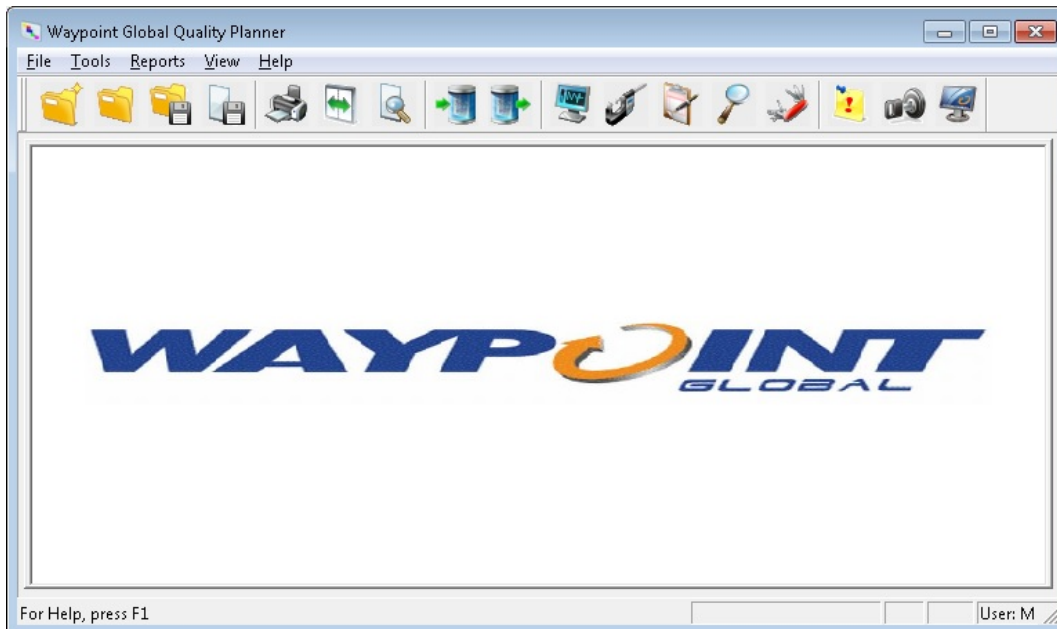 Waypoint Global Quality Planner
File Tools Reports View Help
WAYPOINT
GLOBAL
For Help, press F1 User: M